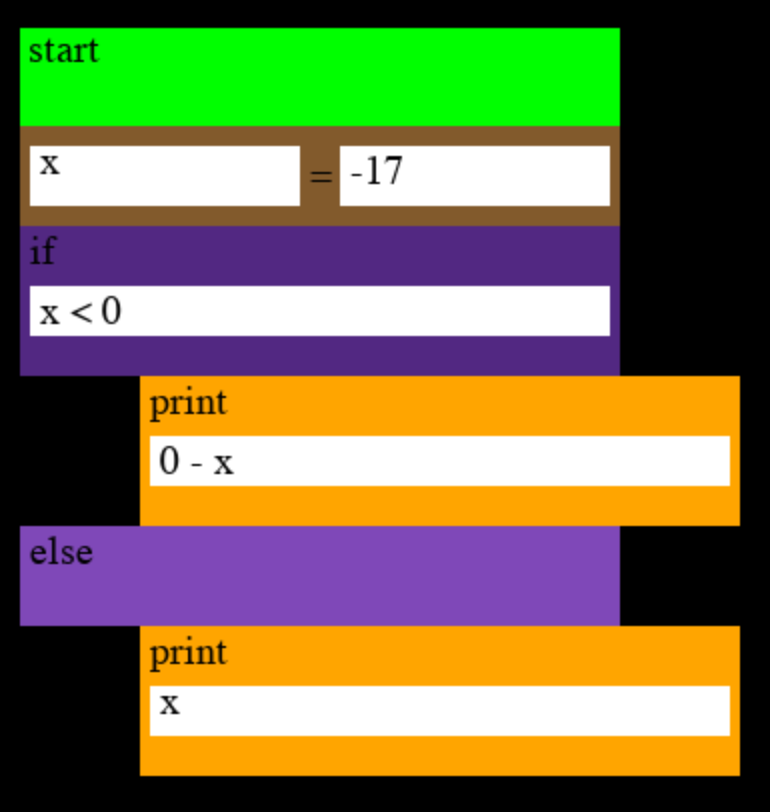 start
x = -17
if
x < 0
print
0 - x
else
print
x